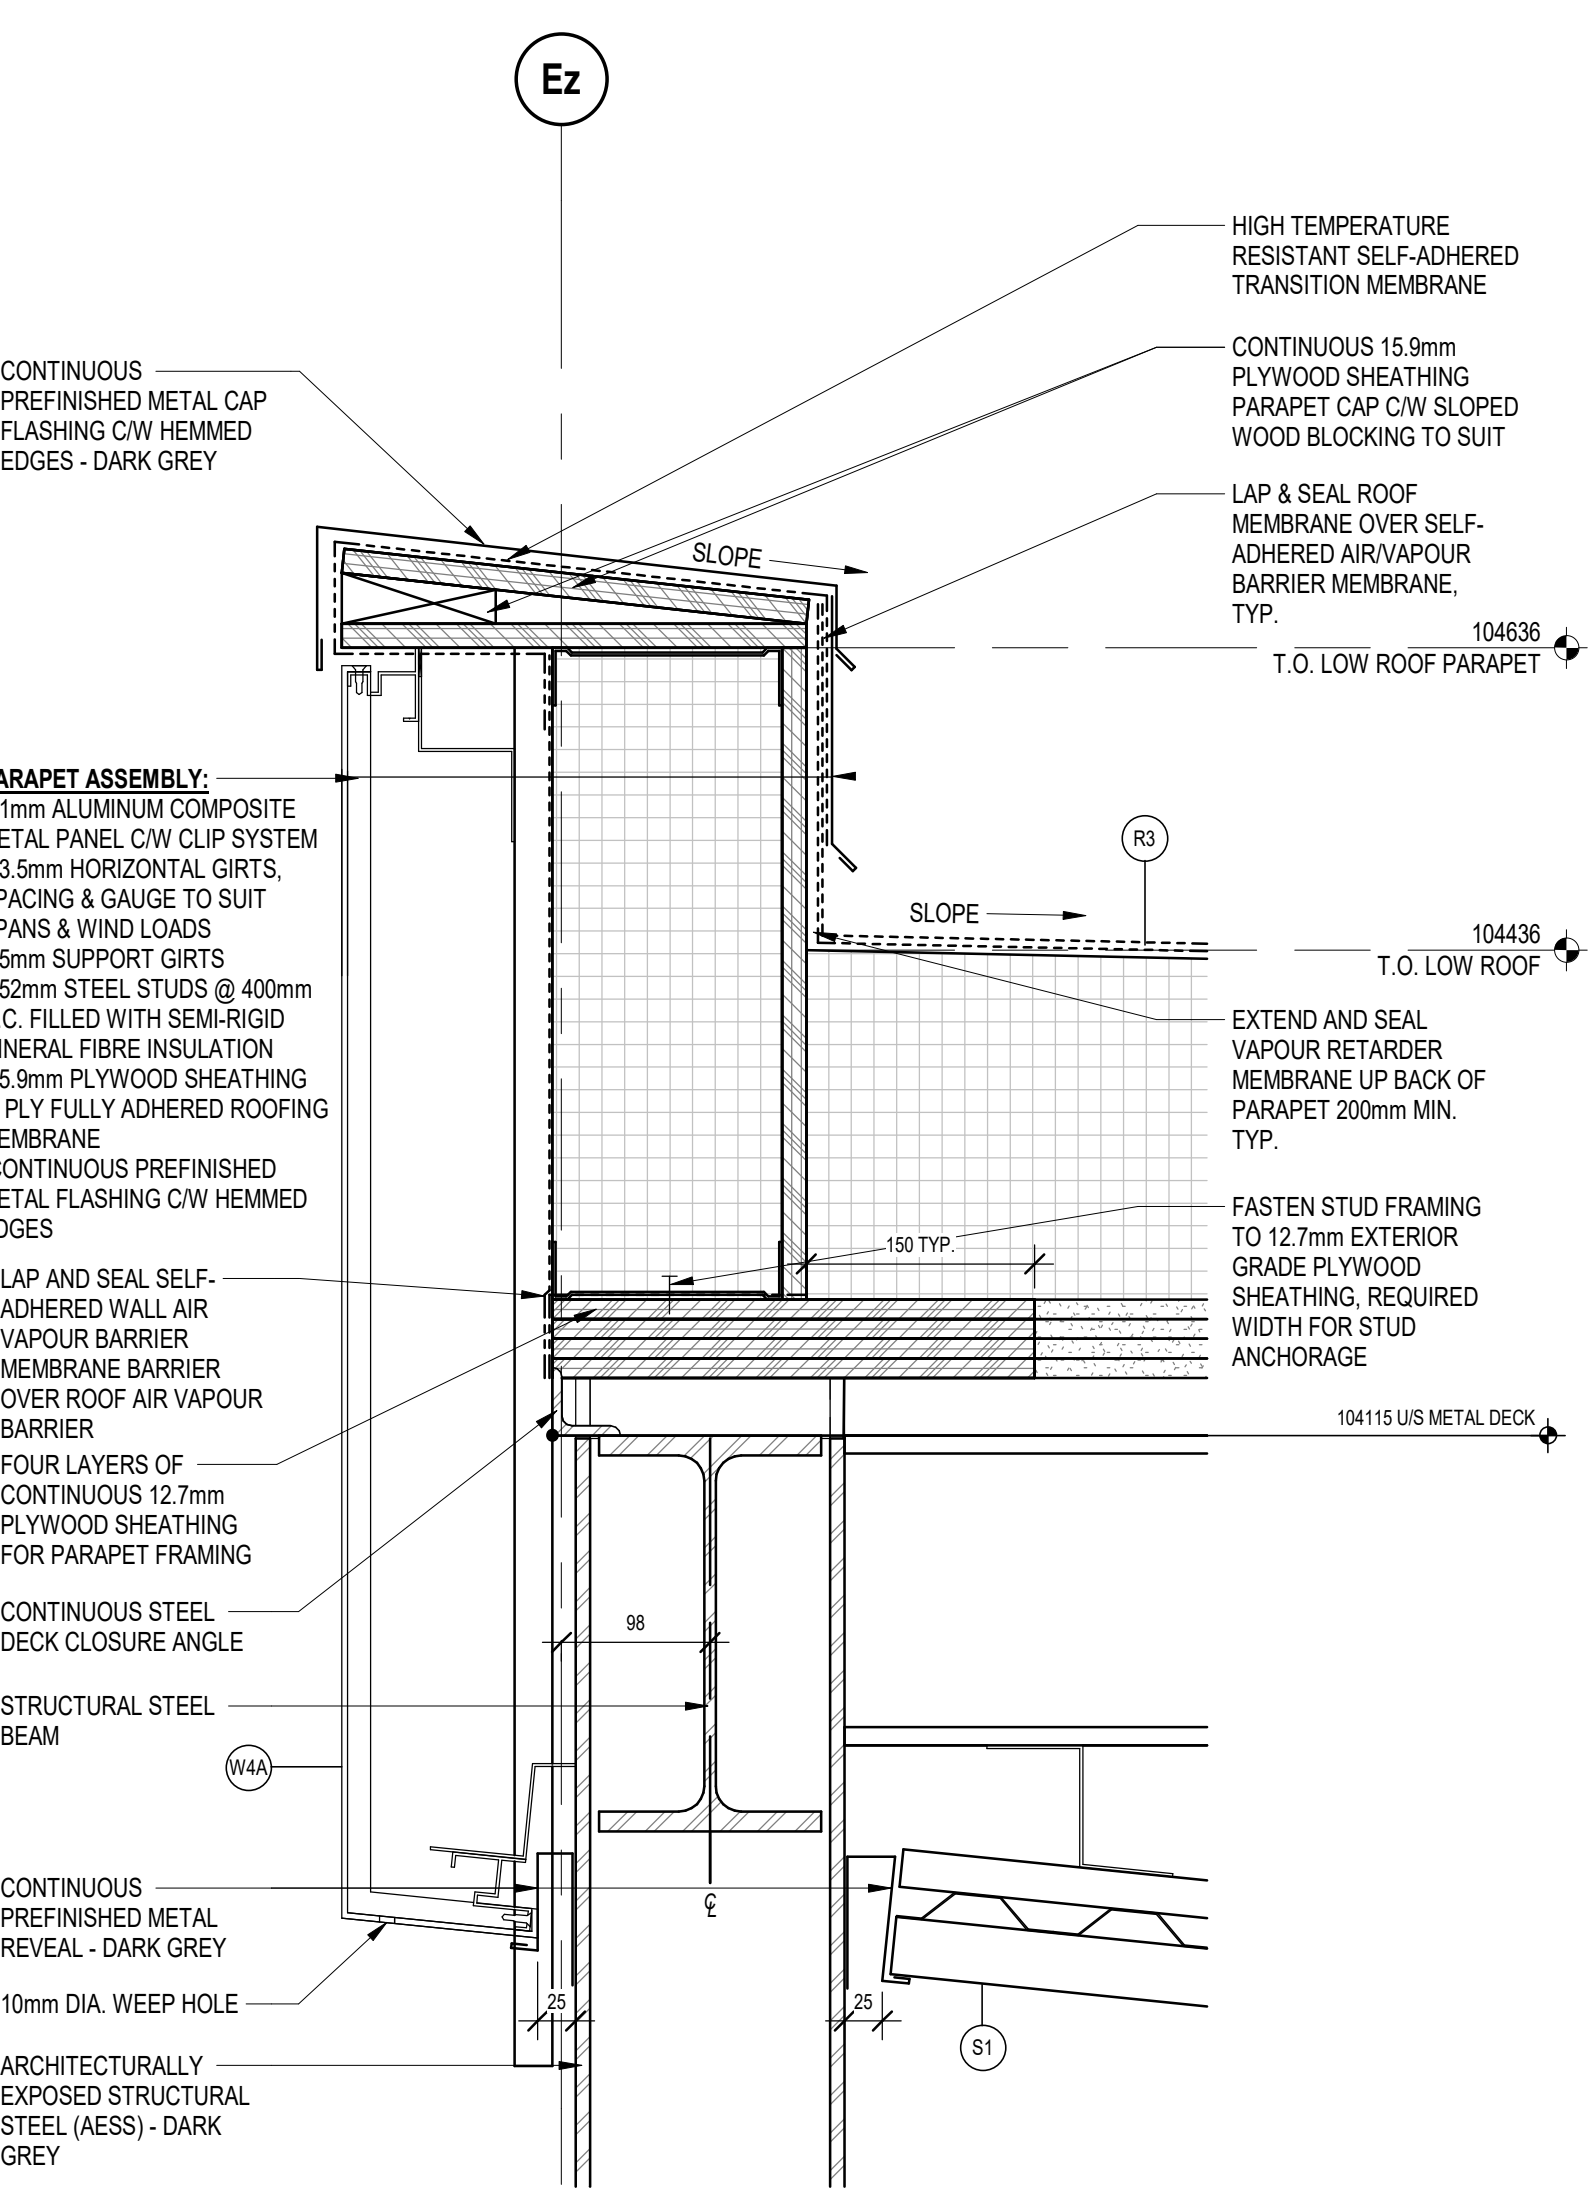 Ez
CONTINUOUS
PREFINISHED METAL CAP
FLASHING C/W HEMMED
EDGES - DARK GREY
ARAPET ASSEMBLY:
1mm ALUMINUM COMPOSITE
ETAL PANEL C/W CLIP SYSTEM
3.5mm HORIZONTAL GIRTS,
PACING & GAUGE TO SUIT
PANS & WIND LOADS
5mm SUPPORT GIRTS
52mm STEEL STUDS @ 400mm
.C. FILLED WITH SEMI-RIGID
INERAL FIBRE INSULATION
5.9mm PLYWOOD SHEATHING
PLY FULLY ADHERED ROOFING
EMBRANE
CONTINUOUS PREFINISHED
ETAL FLASHING C/W HEMMED
DGES
LAP AND SEAL SELF-
ADHERED WALL AIR
VAPOUR BARRIER
MEMBRANE BARRIER
OVER ROOF AIR VAPOUR
BARRIER
FOUR LAYERS OF
CONTINUOUS 12.7mm
PLYWOOD SHEATHING
FOR PARAPET FRAMING
CONTINUOUS STEEL
DECK CLOSURE ANGLE
STRUCTURAL STEEL
BEAM
W4A
CONTINUOUS
PREFINISHED METAL
REVEAL - DARK GREY
10mm DIA. WEEP HOLE
ARCHITECTURALLY
EXPOSED STRUCTURAL
STEEL (AESS) - DARK
GREY
SLOPE
SLOPE
R3
150 TYP.
98
℄
25
25
S1
HIGH TEMPERATURE
RESISTANT SELF-ADHERED
TRANSITION MEMBRANE
CONTINUOUS 15.9mm
PLYWOOD SHEATHING
PARAPET CAP C/W SLOPED
WOOD BLOCKING TO SUIT
LAP & SEAL ROOF
MEMBRANE OVER SELF-
ADHERED AIR/VAPOUR
BARRIER MEMBRANE,
TYP.
104636
T.O. LOW ROOF PARAPET
104436
T.O. LOW ROOF
EXTEND AND SEAL
VAPOUR RETARDER
MEMBRANE UP BACK OF
PARAPET 200mm MIN.
TYP.
FASTEN STUD FRAMING
TO 12.7mm EXTERIOR
GRADE PLYWOOD
SHEATHING, REQUIRED
WIDTH FOR STUD
ANCHORAGE
104115 U/S METAL DECK